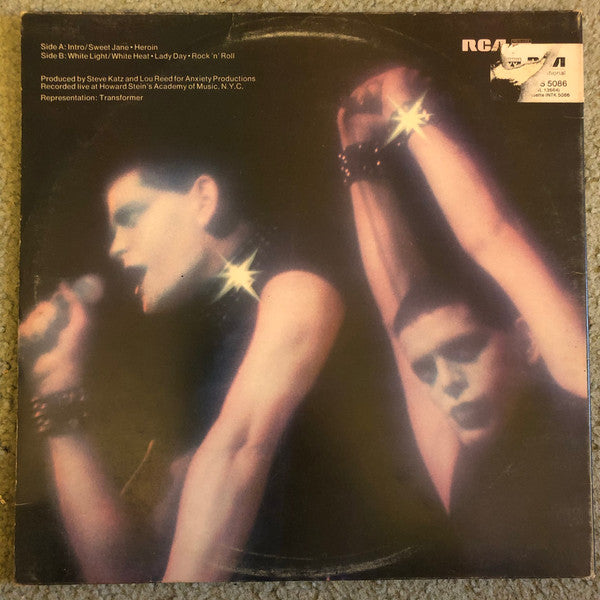 Side A: Intro/Sweet Jane • Heroin
Side B: White Light/White Heat • Lady Day • Rock 'n' Roll
Produced by Steve Katz and Lou Reed for Anxiety Productions
Recorded live at Howard Stein's Academy of Music, N.Y.C.
Representation: Transformer
RCA
5086